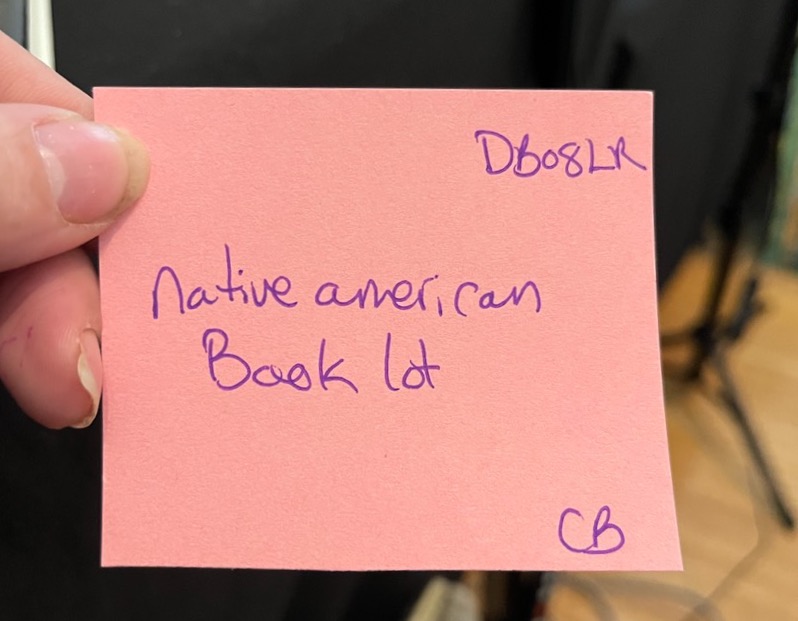 DB08LR
native american
Book lot
CB